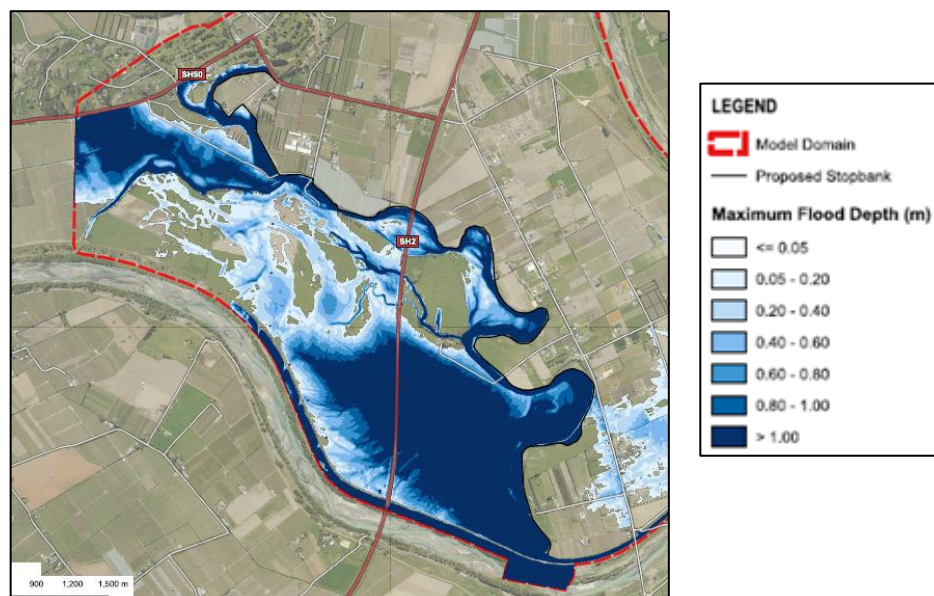 SH50
SH2
900 1,200 1,500 m
LEGEND
Model Domain
Proposed Stopbank
Maximum Flood Depth (m)
<= 0.05
0.05 - 0.20
0.20 - 0.40
0.40 - 0.60
0.60 - 0.80
0.80 - 1.00
> 1.00